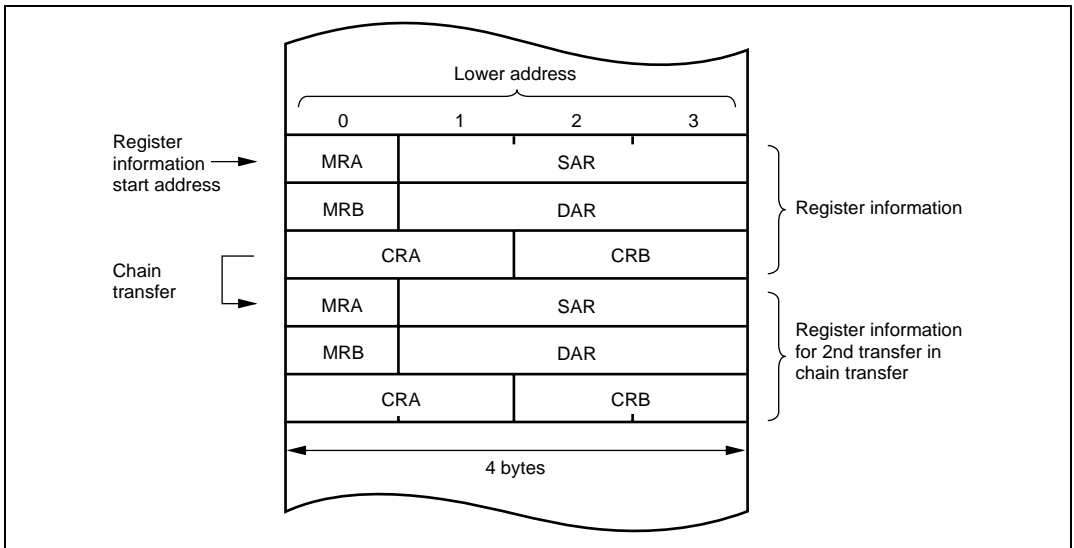 Lower address
0 1 2 3
Register
information
start address
MRA SAR
MRB DAR
Register information
CRA CRB
Chain
transfer
MRA SAR
MRB DAR
Register information
for 2nd transfer in
chain transfer
CRA CRB
4 bytes